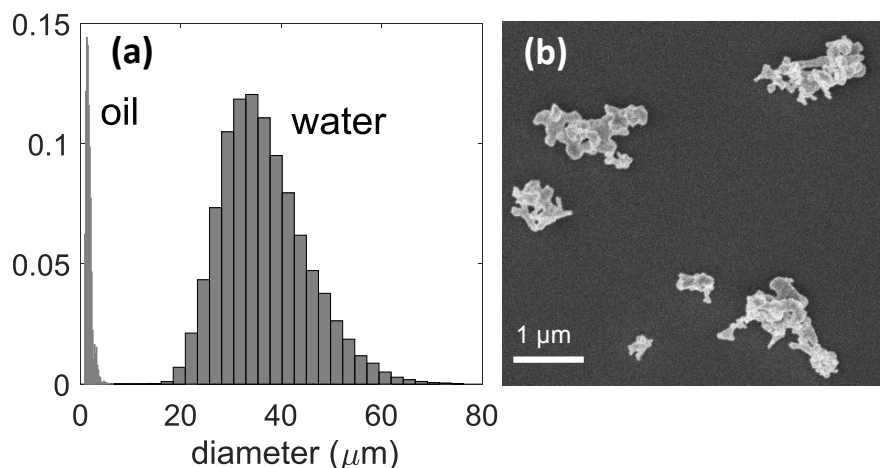 (a)
oil
water
0.15
0.1
0.05
0
0 20 40 60 80
diameter (μm)
(b)
1 μm